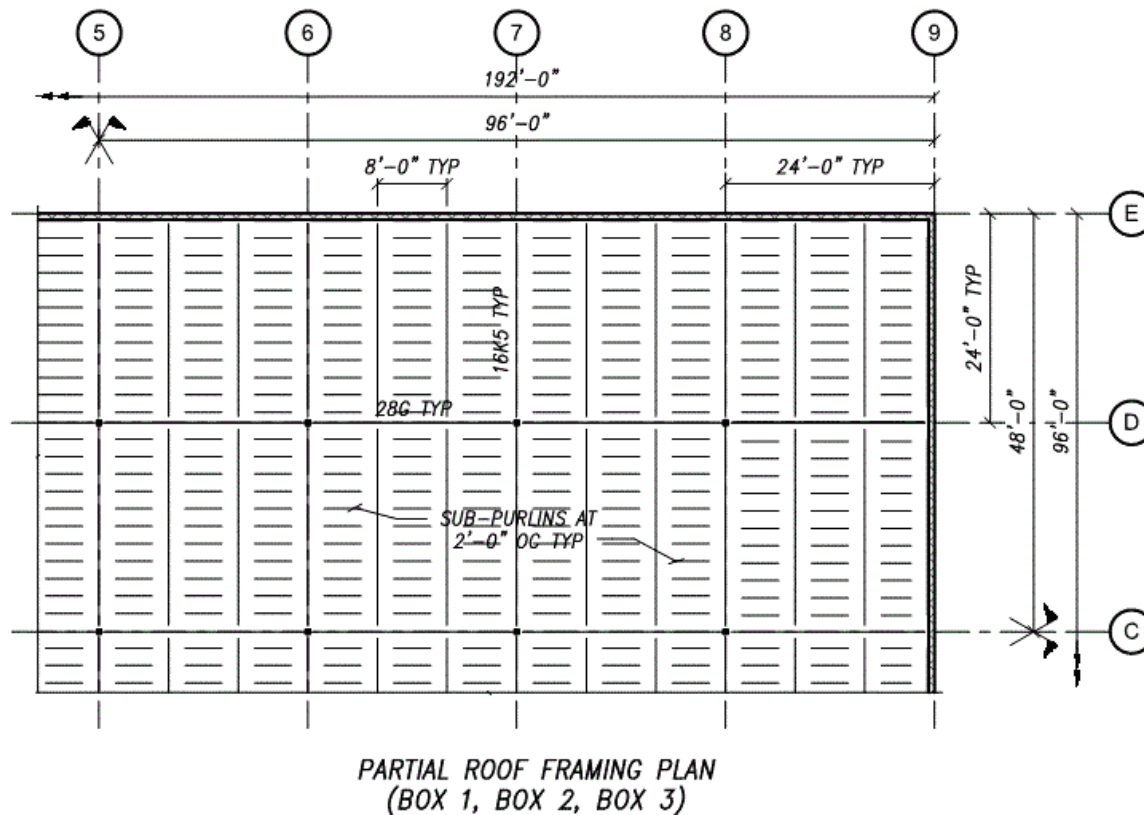 5
6
7
8
9
192'-0"
96'-0"
8'-0" TYP
24'-0" TYP
E
24'-0" TYP
16K5 TYP
28G TYP
D
48'-0"
96'-0"
SUB-PURLINS AT
2'-0" OC TYP
C
PARTIAL ROOF FRAMING PLAN
(BOX 1, BOX 2, BOX 3)